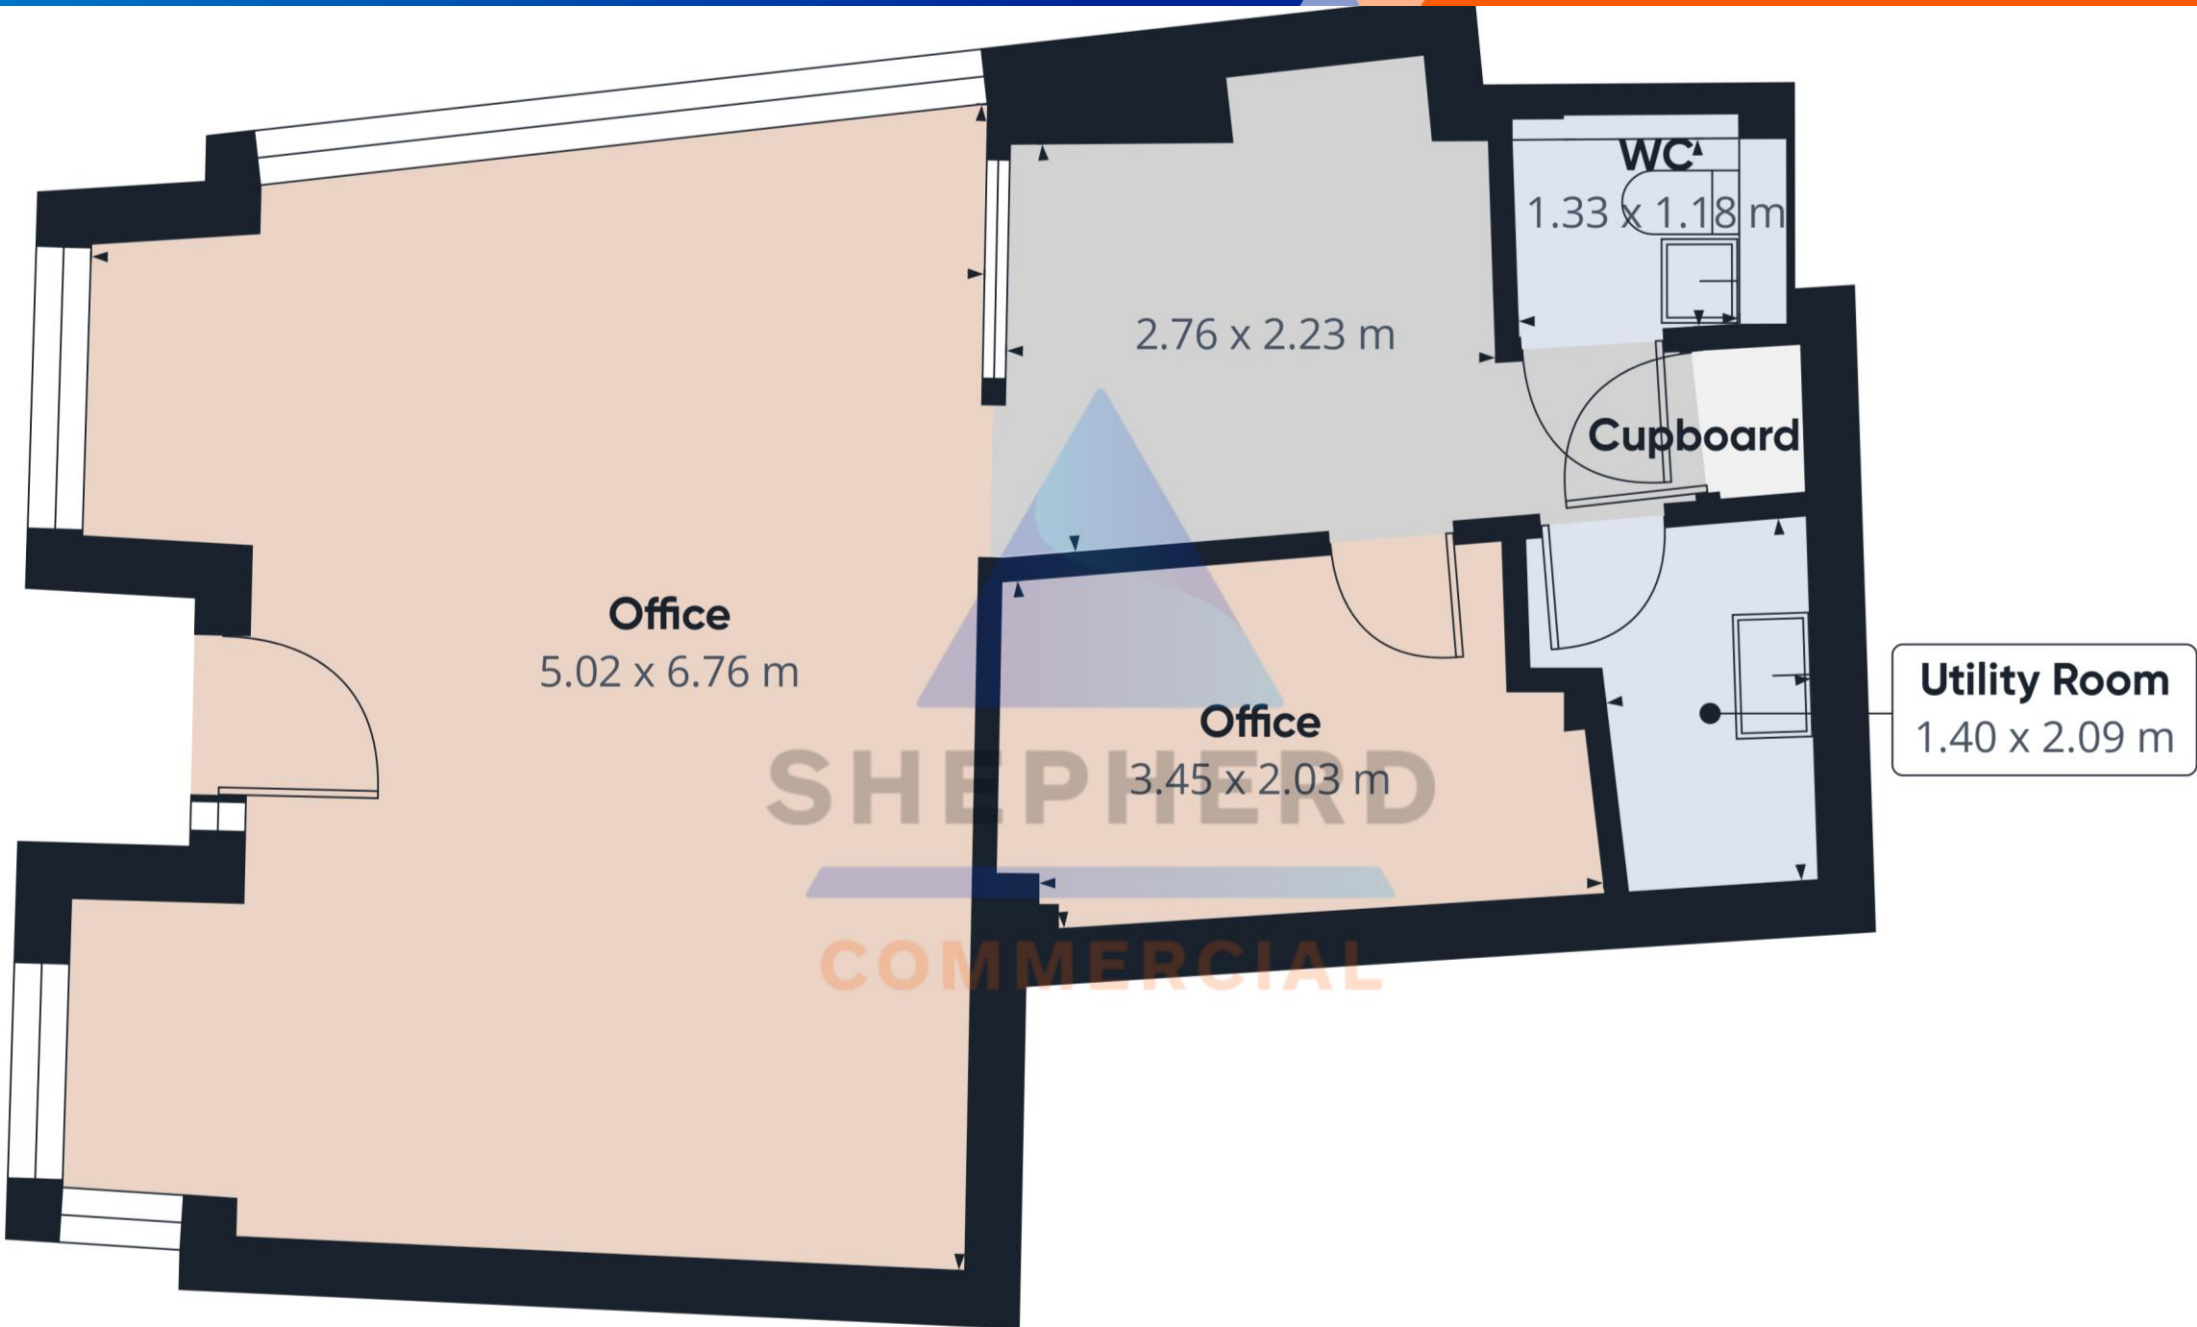 WC
1.33 x 1.18 m
2.76 x 2.23 m
Cupboard
Office
5.02 x 6.76 m
Office
3.45 x 2.03 m
Utility Room
1.40 x 2.09 m
SHEPHERD
COMMERCIAL